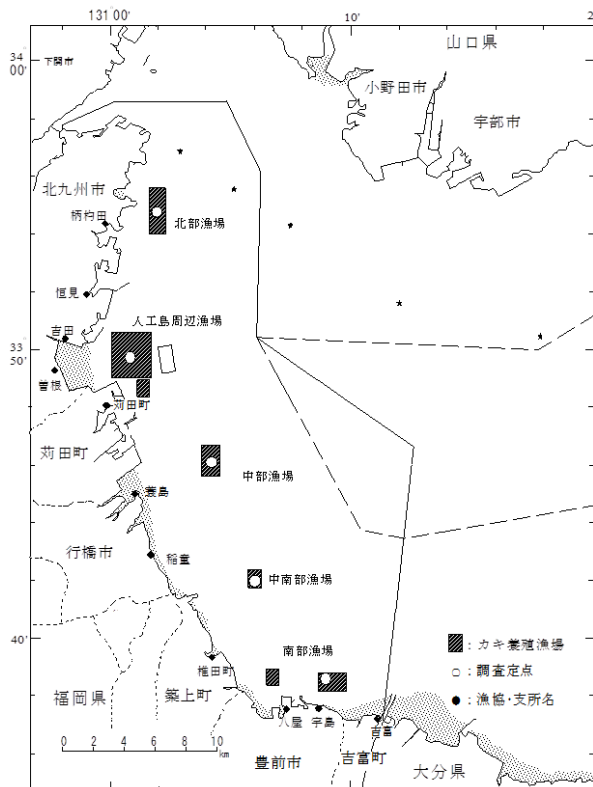 131 00′
10′
2
34
00′
山口県
下関市
小野田市
宇部市
北九州市
柄杓田
北部漁場
恒見
人工島周辺漁場
吉田
33
50′
曽根
苅田町
苅田町
中部漁場
蓑島
行橋市
稲童
中南部漁場
40′
南部漁場
：カキ養殖漁場
：調査定点
椎田町
福岡県
築上町
：漁協・支所名
八屋
宇島
吉富
0 2 4 6 8 10
km
豊前市
吉富町
大分県